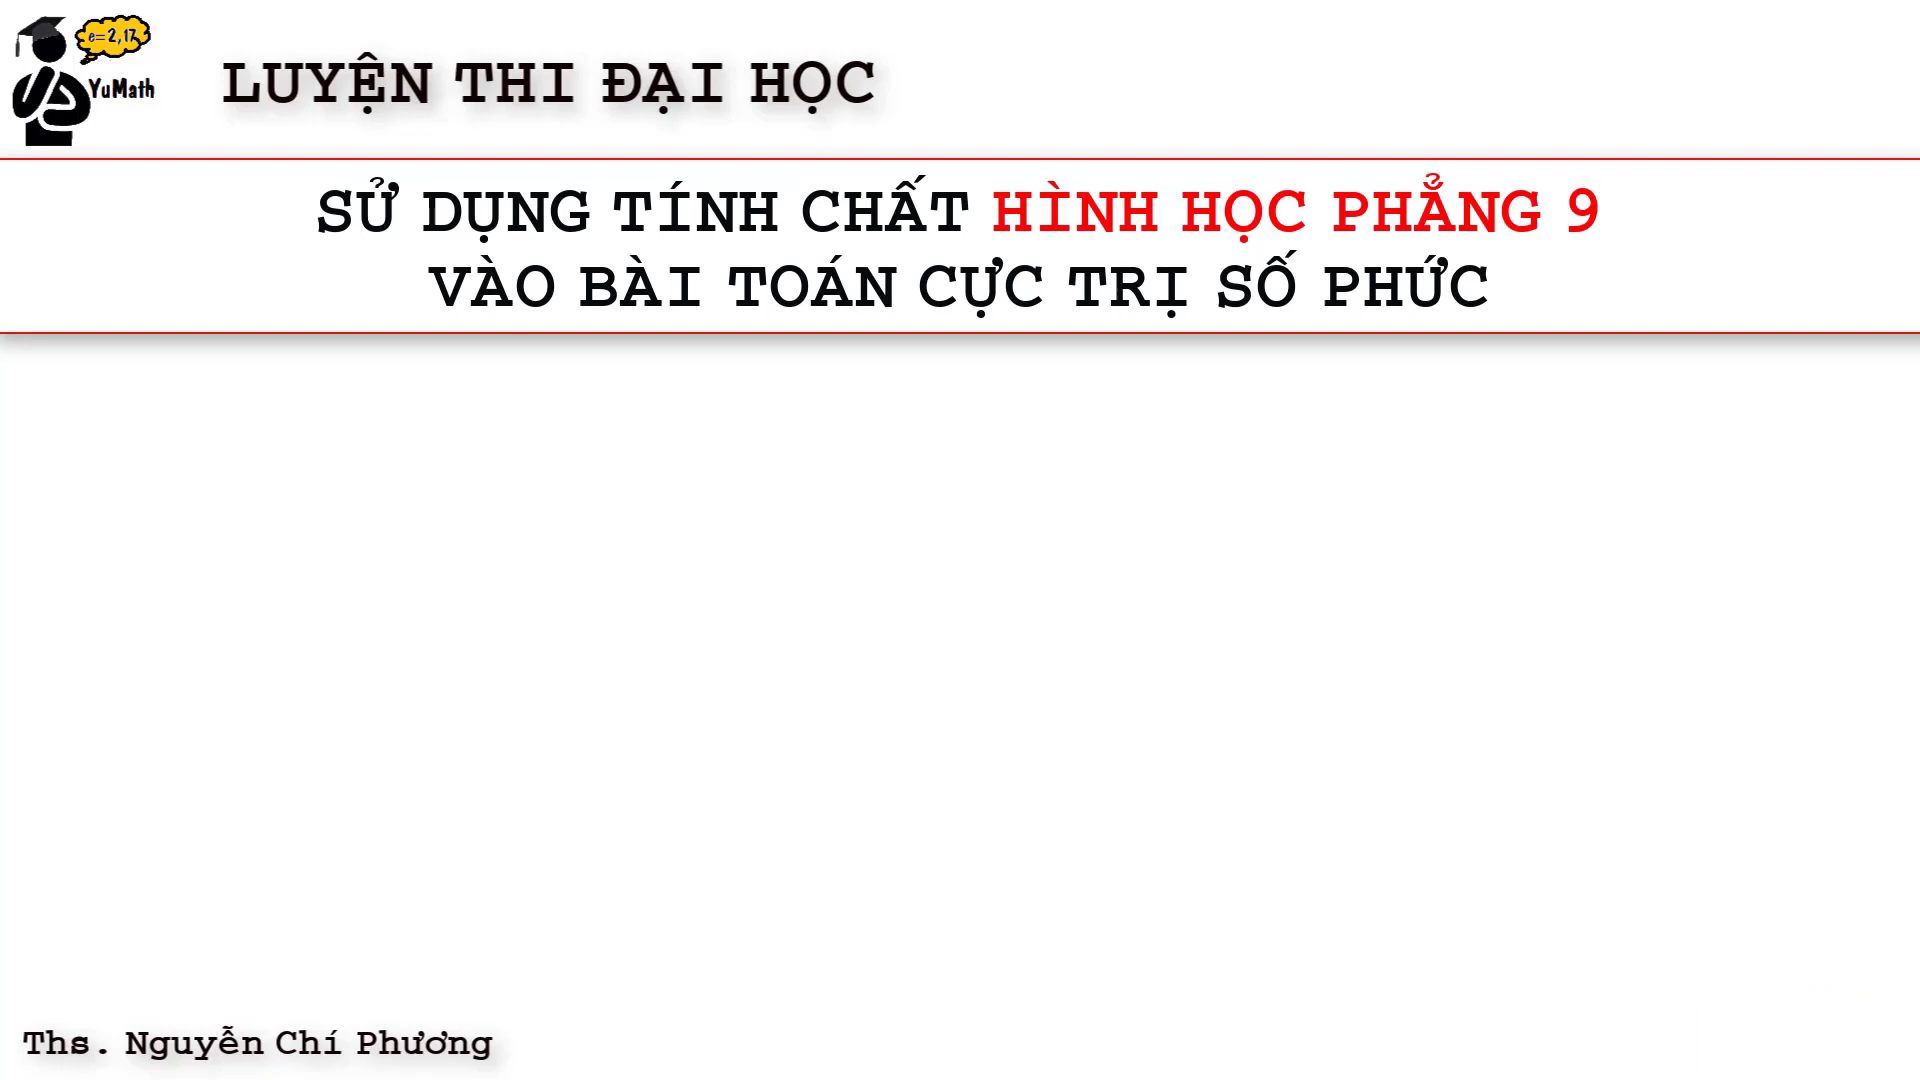 e=2,17
YuMath
LUYỆN THI ĐẠI HỌC
SỬ DỤNG TÍNH CHẤT HÌNH HỌC PHẲNG 9
VÀO BÀI TOÁN CỰC TRỊ SỐ PHỨC
Ths. Nguyễn Chí Phương